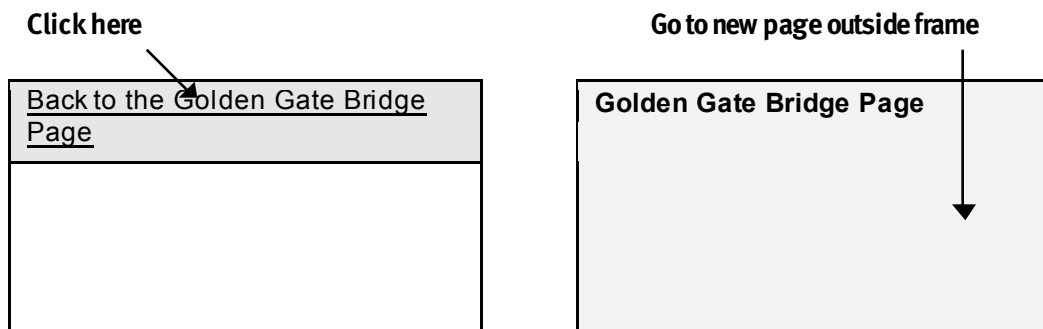 Click here
Go to new page outside frame
Back to the Golden Gate Bridge
Page
Golden Gate Bridge Page